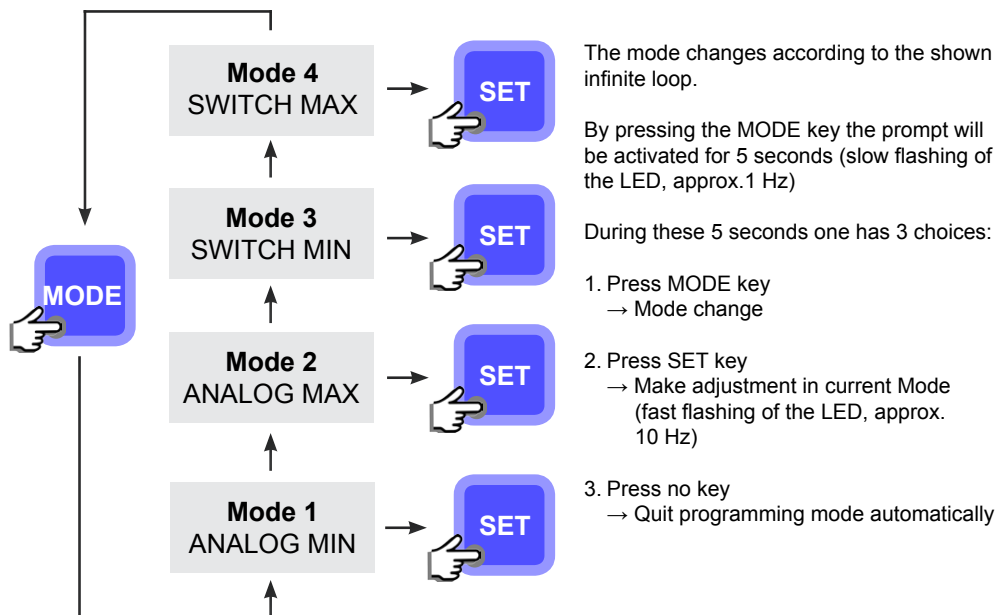 Mode 4
SWITCH MAX
SET
Mode 3
SWITCH MIN
SET
MODE
Mode 2
ANALOG MAX
SET
Mode 1
ANALOG MIN
SET
The mode changes according to the shown
infinite loop.
By pressing the MODE key the prompt will
be activated for 5 seconds (slow flashing of
the LED, approx.1 Hz)
During these 5 seconds one has 3 choices:
1. Press MODE key
→ Mode change
2. Press SET key
→ Make adjustment in current Mode
(fast flashing of the LED, approx.
10 Hz)
3. Press no key
→ Quit programming mode automatically